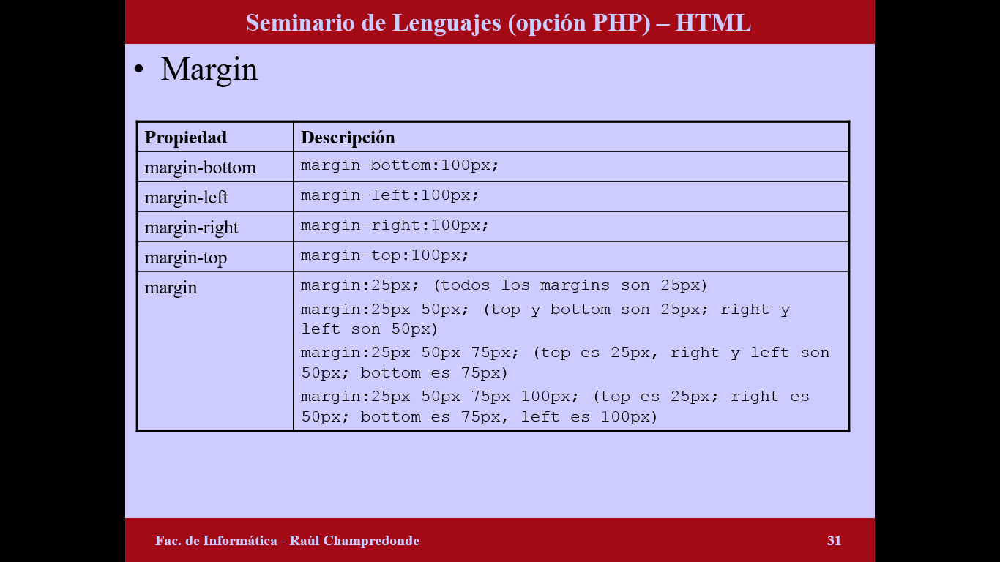 Seminario de Lenguajes (opción PHP) – HTML
• Margin
Propiedad Descripción
margin-bottom margin-bottom:100px;
margin-left margin-left:100px;
margin-right margin-right:100px;
margin-top margin-top:100px;
margin margin:25px; (todos los margins son 25px)
margin:25px 50px; (top y bottom son 25px; right y
left son 50px)
margin:25px 50px 75px; (top es 25px, right y left son
50px; bottom es 75px)
margin:25px 50px 75px 100px; (top es 25px; right es
50px; bottom es 75px, left es 100px)
Fac. de Informática - Raúl Champredonde 31